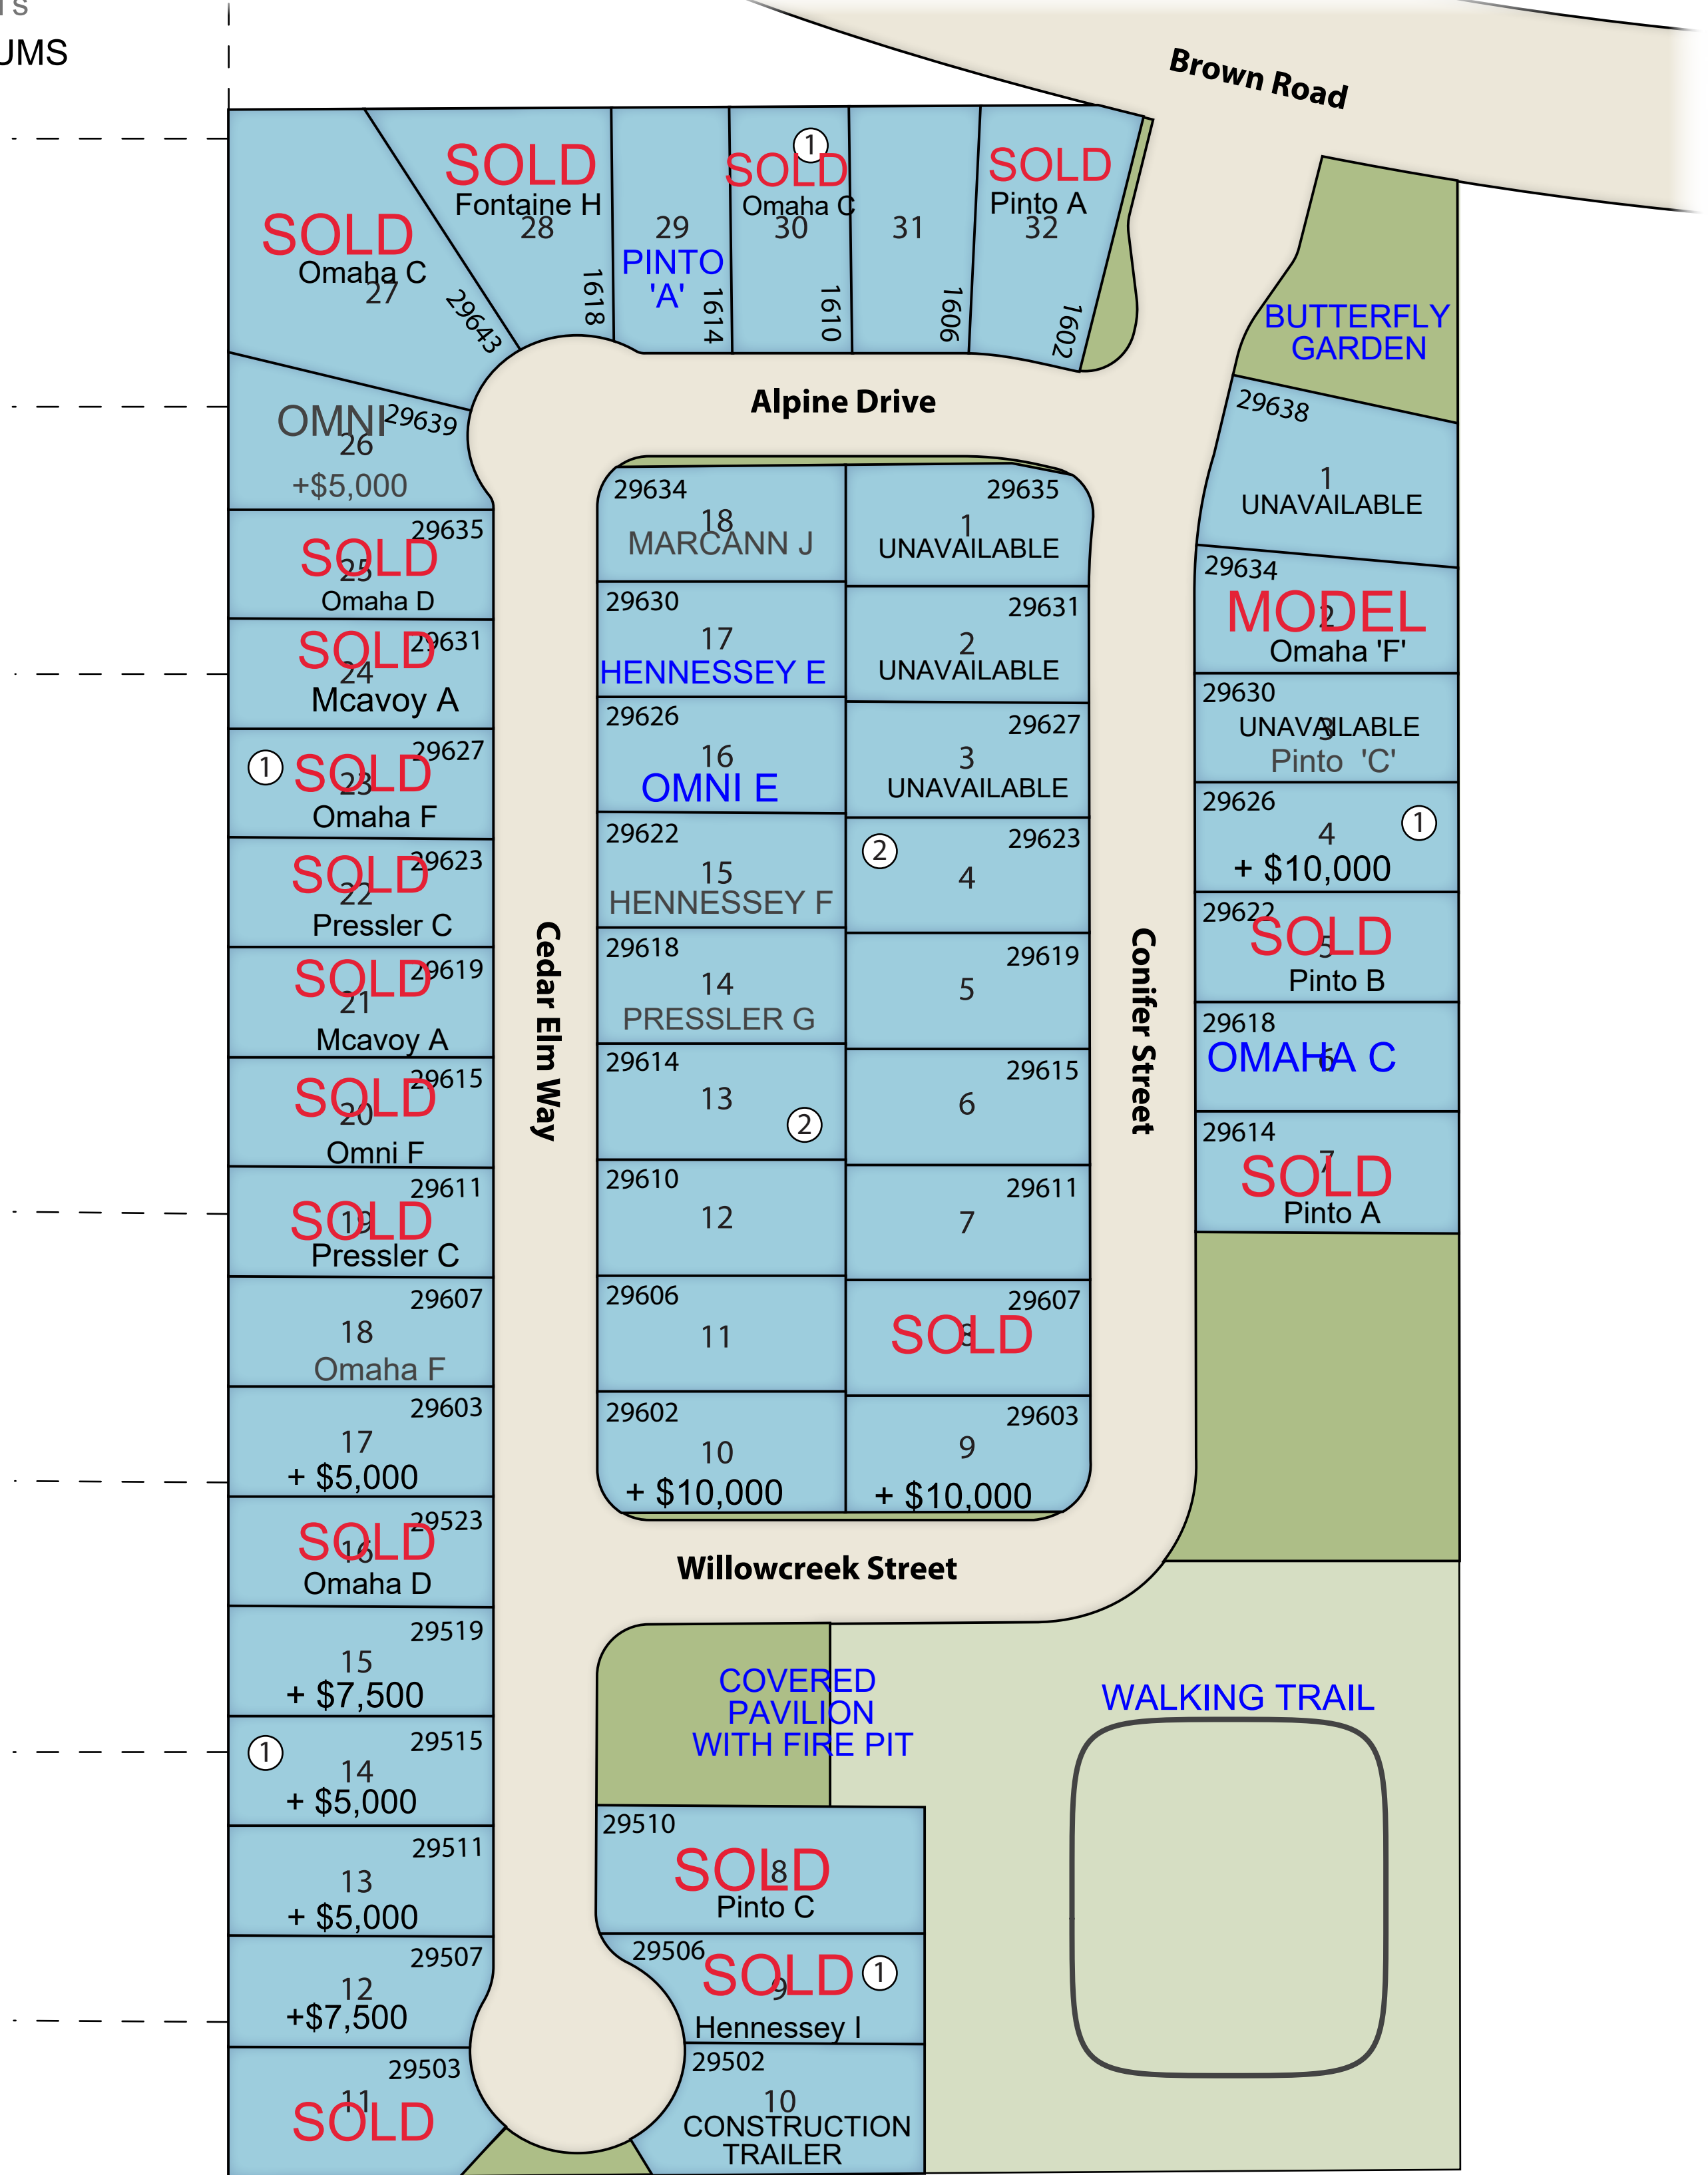 TS
UMS
Brown Road
SOLD
Omaha C
27
29643
SOLD
Fontaine H
28
1618
29
PINTO
'A'
1614
1
SOLD
Omaha C
30
1610
31
1606
SOLD
Pinto A
32
1602
BUTTERFLY
GARDEN
Alpine Drive
OMNI
29639
26
+$5,000
29635
SOLD
25
Omaha D
29631
SOLD
24
Mcavoy A
29627
1
SOLD
23
Omaha F
29623
SOLD
22
Pressler C
29619
SOLD
21
Mcavoy A
29615
SOLD
20
Omni F
29611
SOLD
19
Pressler C
29607
18
Omaha F
29603
17
+ $5,000
29523
SOLD
16
Omaha D
29519
15
+ $7,500
29515
1
14
+ $5,000
29511
13
+ $5,000
29507
12
+$7,500
29503
11
SOLD
Cedar Elm Way
29634
18
MARCANN J
29630
17
HENNESSEY E
29626
16
OMNI E
29622
15
HENNESSEY F
29618
14
PRESSLER G
29614
13
2
29610
12
29606
11
29602
10
+ $10,000
29635
1
UNAVAILABLE
29631
2
UNAVAILABLE
29627
3
UNAVAILABLE
2
29623
4
29619
5
29615
6
29611
7
29607
SOLD
8
29603
9
+ $10,000
Conifer Street
29638
1
UNAVAILABLE
29634
MODEL
2
Omaha 'F'
29630
UNAVAILABLE
3
Pinto 'C'
29626
1
4
+ $10,000
29622
SOLD
5
Pinto B
29618
OMAHA C
6
29614
7
SOLD
Pinto A
Willowcreek Street
COVERED
PAVILION
WITH FIRE PIT
WALKING TRAIL
29510
SOLD
8
Pinto C
29506
SOLD
1
9
Hennessey I
29502
10
CONSTRUCTION
TRAILER